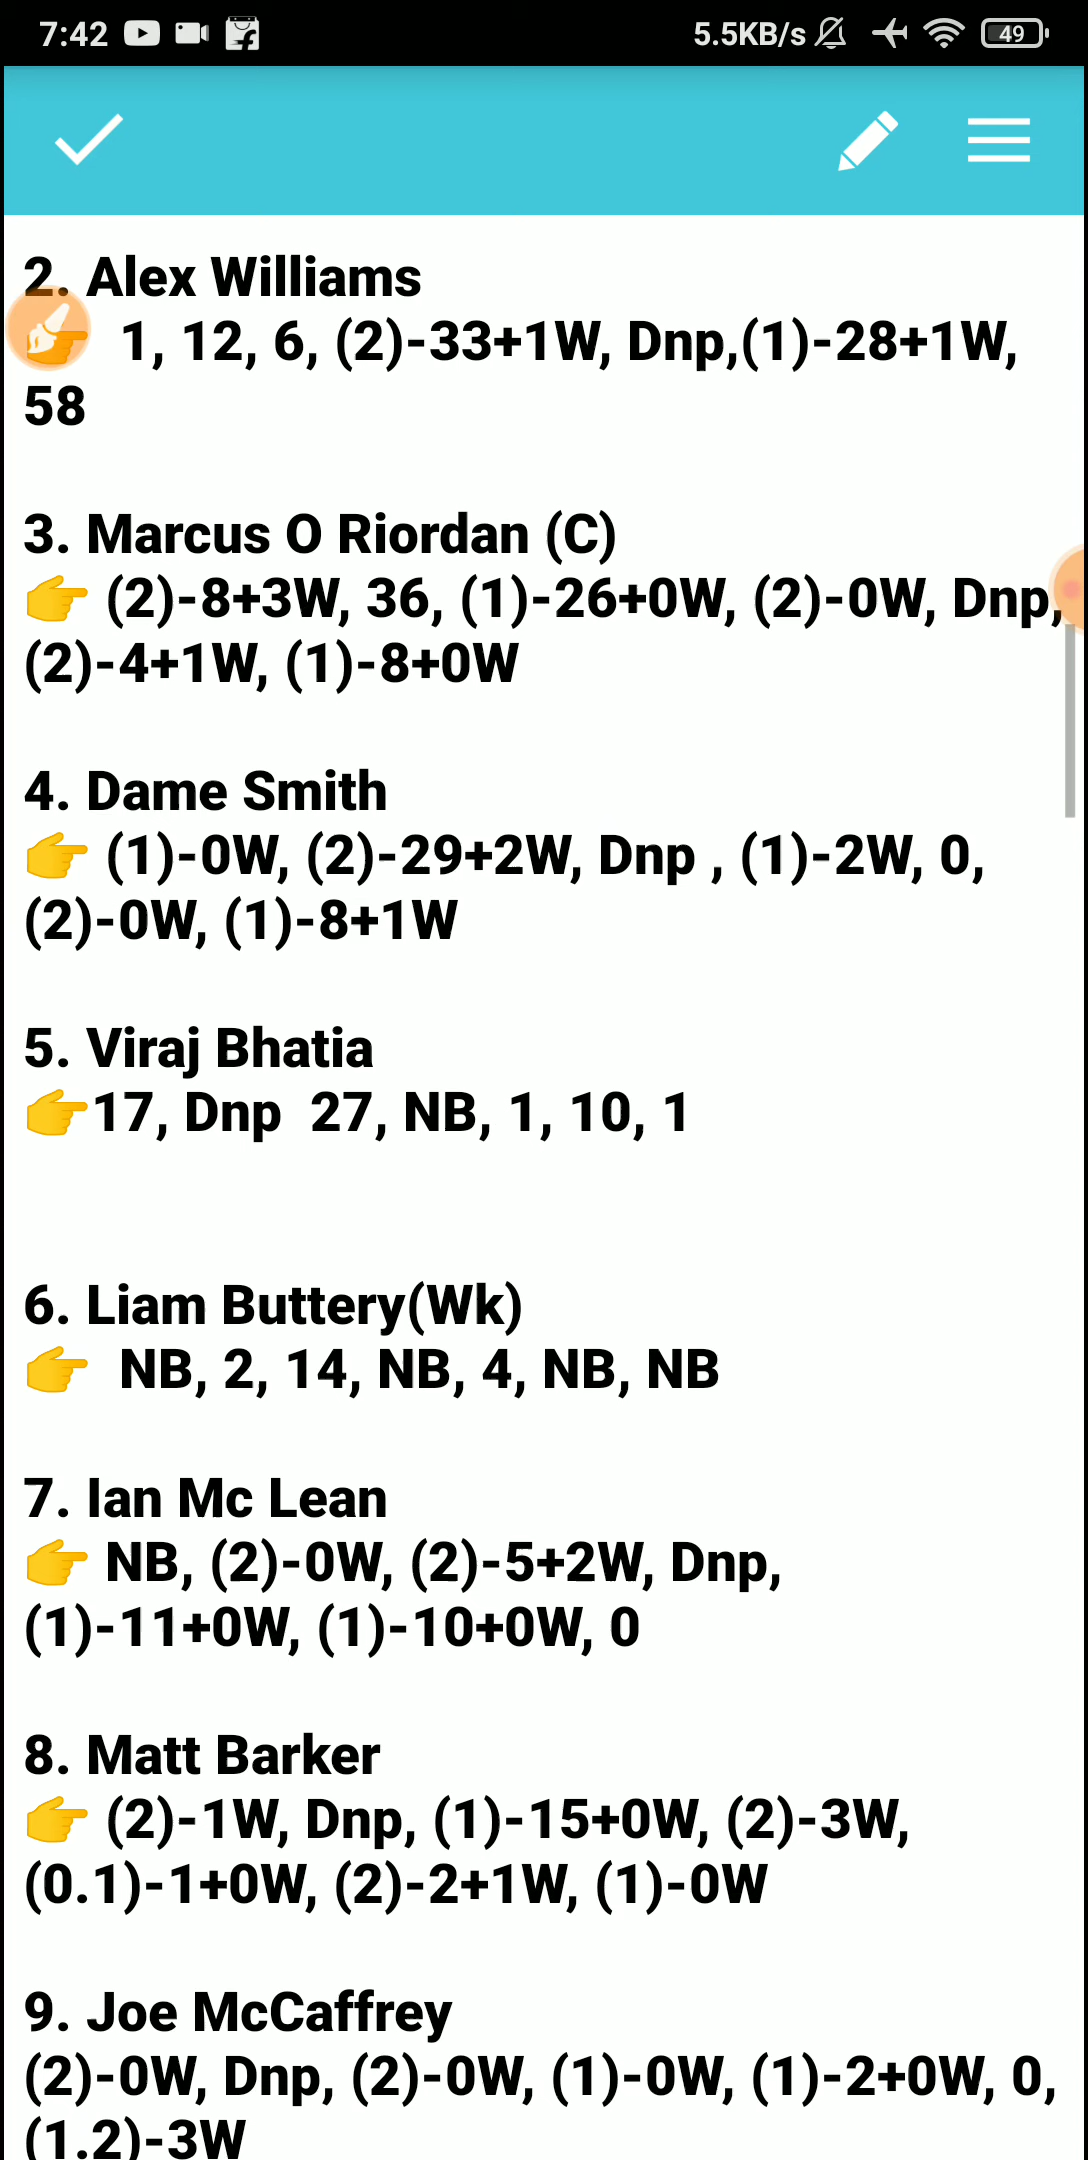 7:42 5.5KB/s 49
2. Alex Williams
👉 1, 12, 6, (2)-33+1W, Dnp,(1)-28+1W,
58
3. Marcus O Riordan (C)
👉 (2)-8+3W, 36, (1)-26+0W, (2)-0W, Dnp,
(2)-4+1W, (1)-8+0W
4. Dame Smith
👉 (1)-0W, (2)-29+2W, Dnp , (1)-2W, 0,
(2)-0W, (1)-8+1W
5. Viraj Bhatia
👉17, Dnp  27, NB, 1, 10, 1
6. Liam Buttery(Wk)
👉 NB, 2, 14, NB, 4, NB, NB
7. Ian Mc Lean
👉 NB, (2)-0W, (2)-5+2W, Dnp,
(1)-11+0W, (1)-10+0W, 0
8. Matt Barker
👉 (2)-1W, Dnp, (1)-15+0W, (2)-3W,
(0.1)-1+0W, (2)-2+1W, (1)-0W
9. Joe McCaffrey
(2)-0W, Dnp, (2)-0W, (1)-0W, (1)-2+0W, 0,
(1.2)-3W